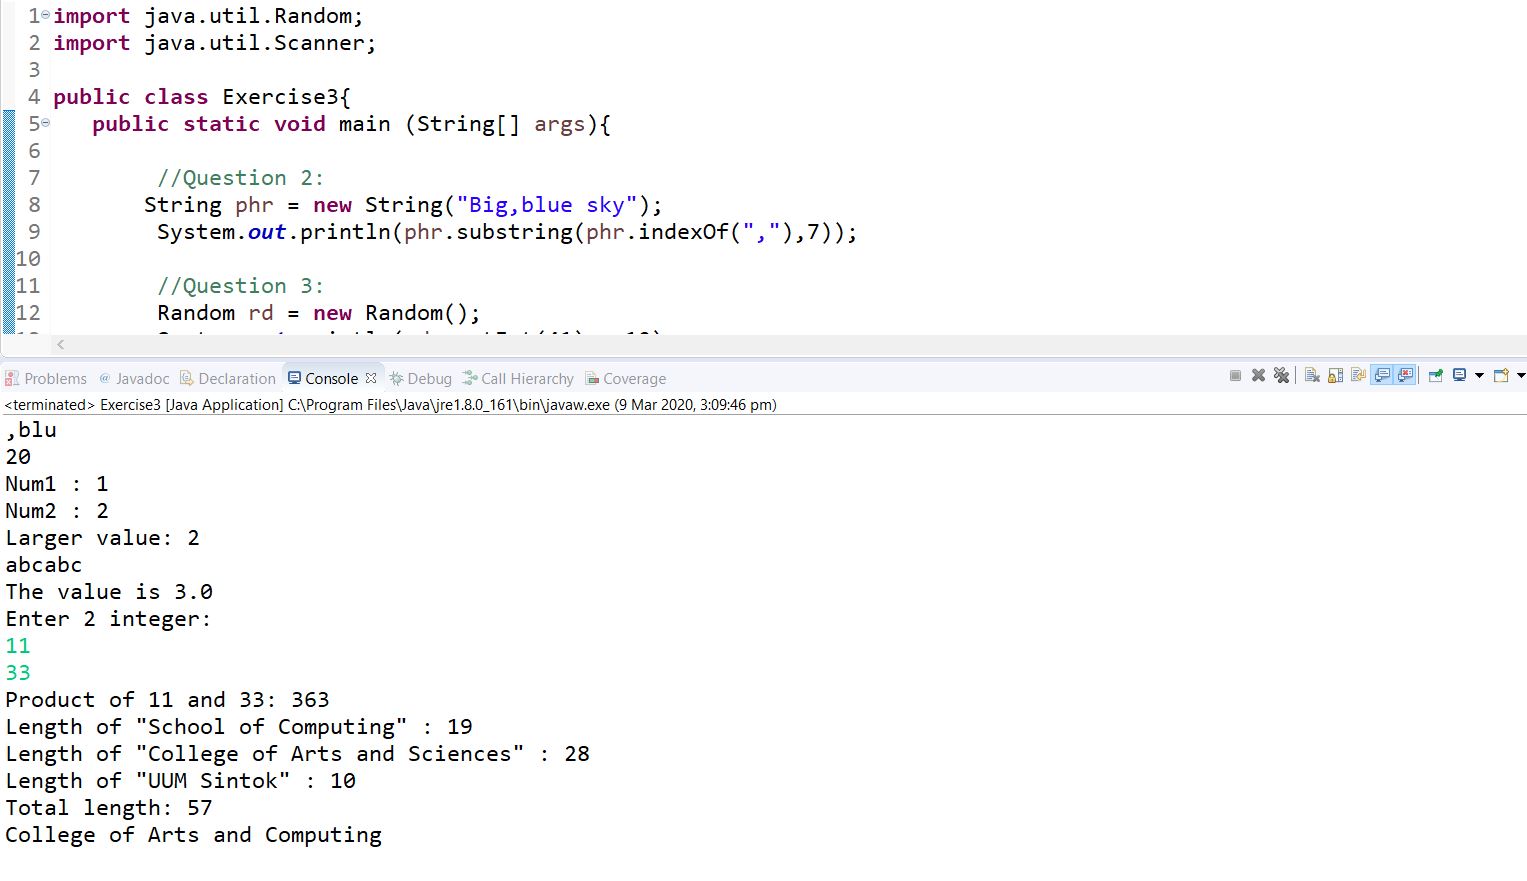 1 import java.util.Random;
2 import java.util.Scanner;
3
4 public class Exercise3{
5 public static void main (String[] args){
6
7 //Question 2:
8 String phr = new String("Big,blue sky");
9 System.out.println(phr.substring(phr.indexOf(","),7));
10
11 //Question 3:
12 Random rd = new Random();
Problems @ Javadoc Declaration Console Debug Call Hierarchy Coverage
<terminated> Exercise3 [Java Application] C:\Program Files\Java\jre1.8.0_161\bin\javaw.exe (9 Mar 2020, 3:09:46 pm)
,blu
20
Num1 : 1
Num2 : 2
Larger value: 2
abcabc
The value is 3.0
Enter 2 integer:
11
33
Product of 11 and 33: 363
Length of "School of Computing" : 19
Length of "College of Arts and Sciences" : 28
Length of "UUM Sintok" : 10
Total length: 57
College of Arts and Computing